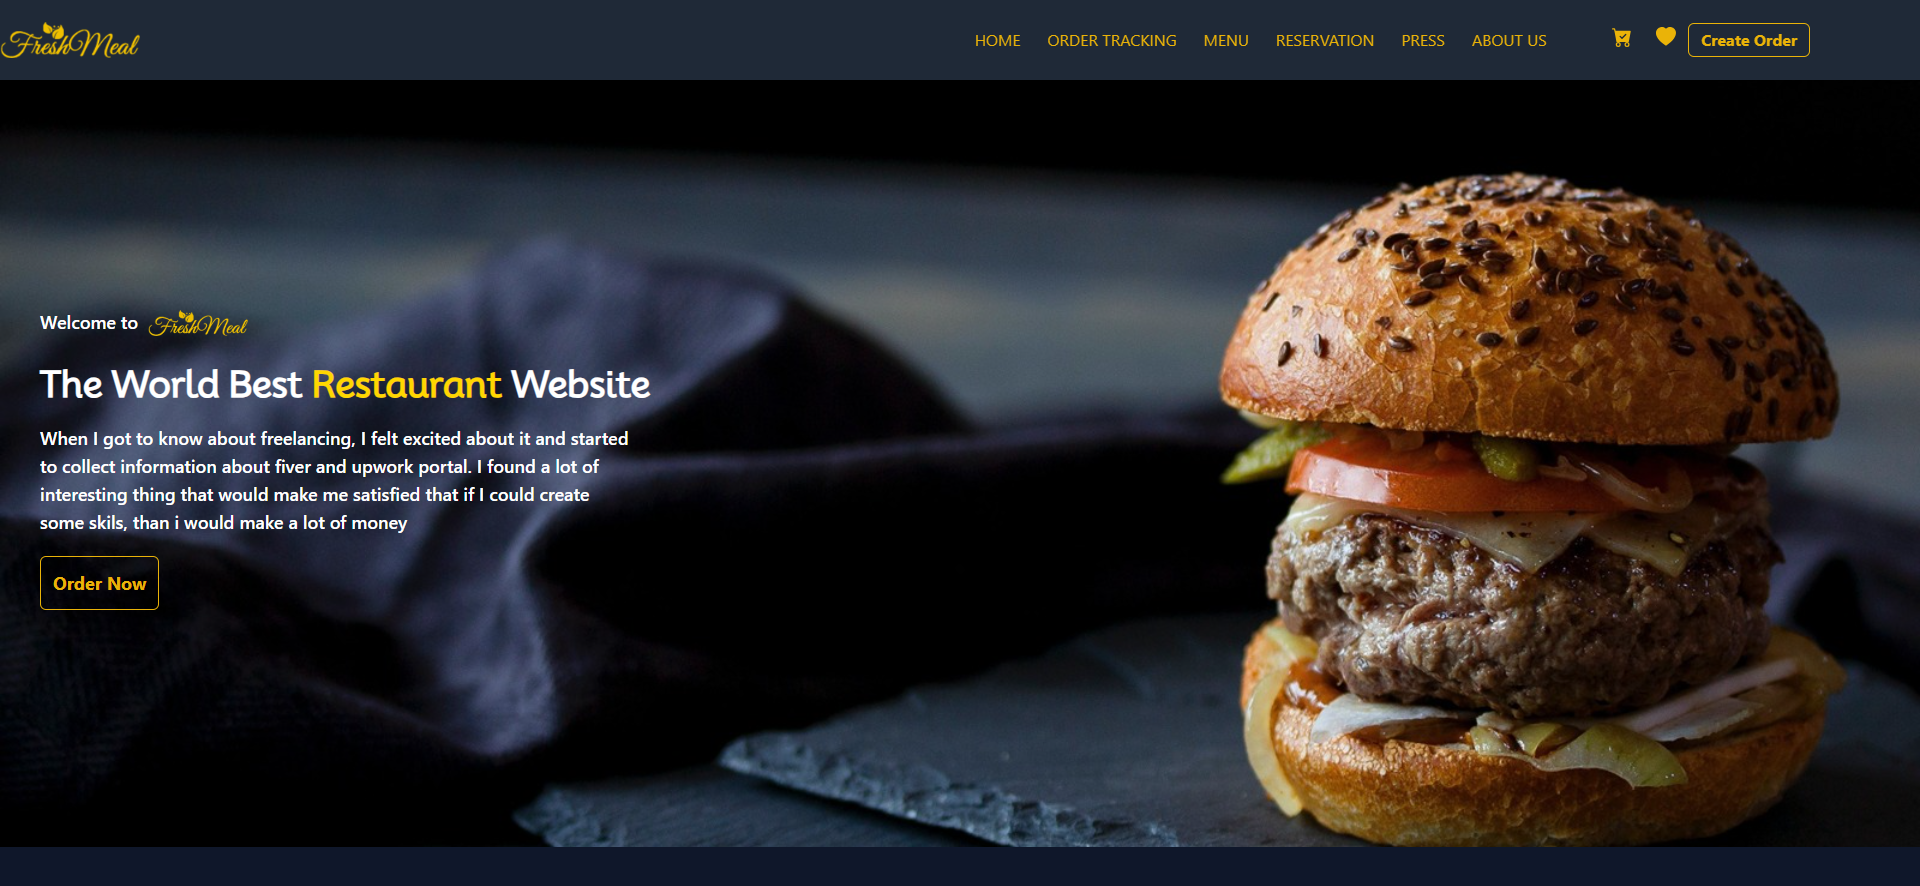 FreshMeal
HOME ORDER TRACKING MENU RESERVATION PRESS ABOUT US Create Order
Welcome to FreshMeal
The World Best Restaurant Website
When I got to know about freelancing, I felt excited about it and started
to collect information about fiver and upwork portal. I found a lot of
interesting thing that would make me satisfied that if I could create
some skils, than i would make a lot of money
Order Now